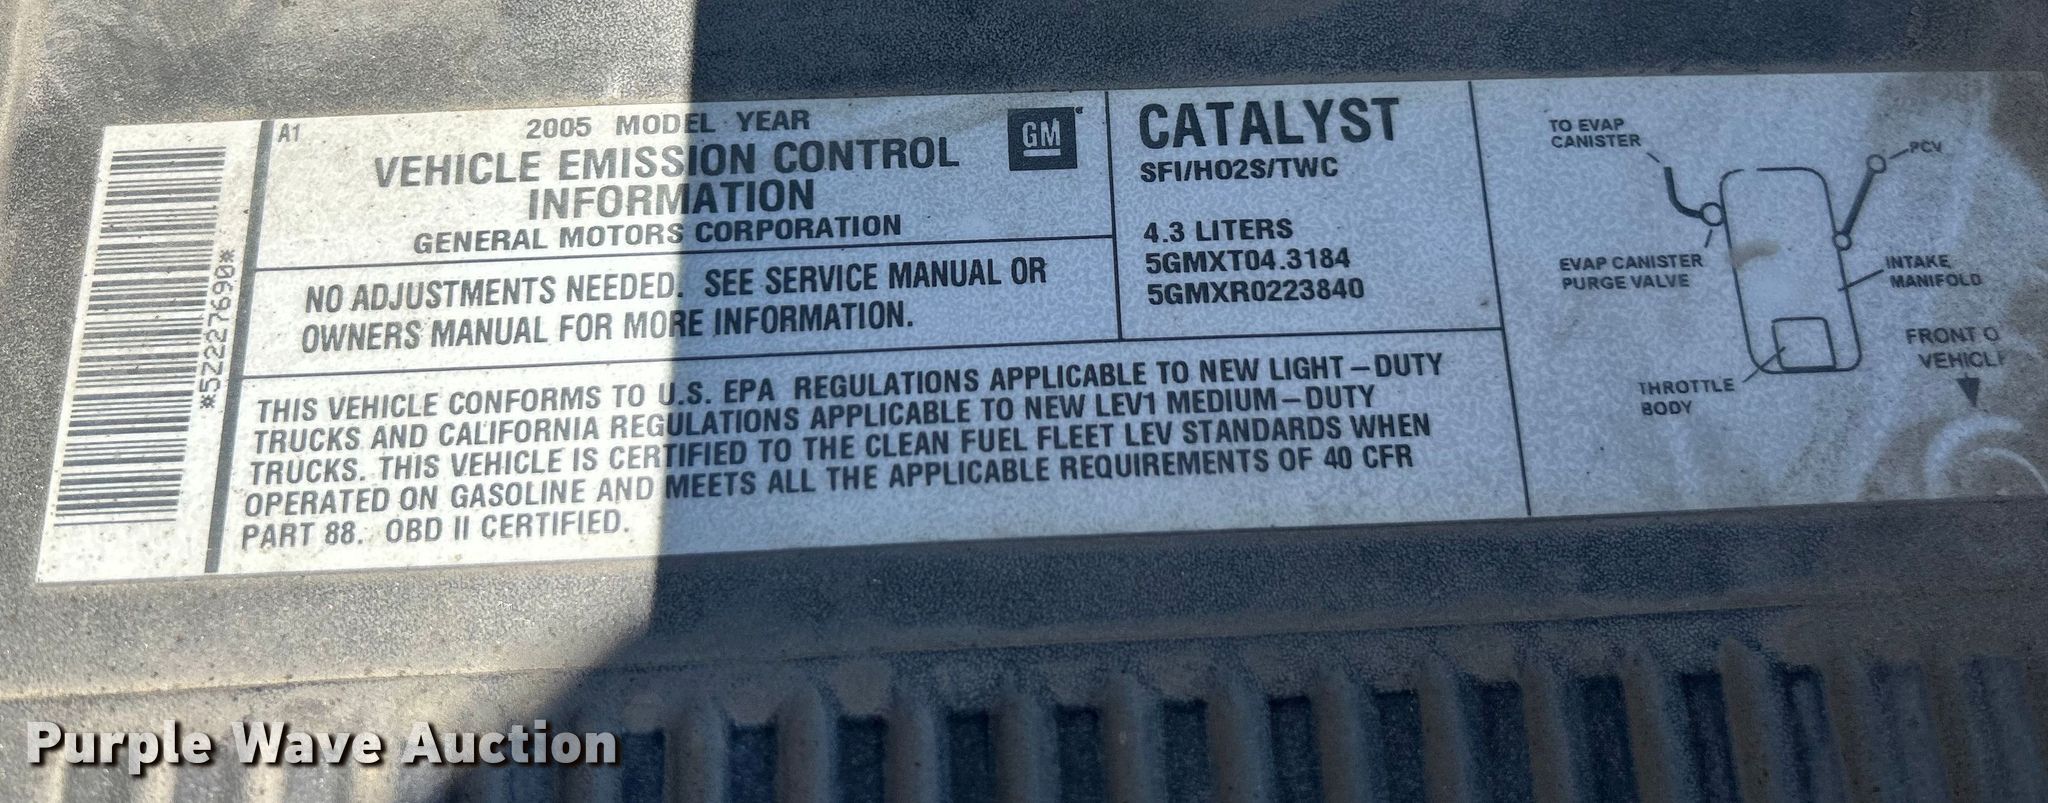 *52227690*
A1
2005 MODEL YEAR
VEHICLE EMISSION CONTROL
INFORMATION
GENERAL MOTORS CORPORATION
GM
NO ADJUSTMENTS NEEDED. SEE SERVICE MANUAL OR
OWNERS MANUAL FOR MORE INFORMATION.
CATALYST
SFI/HO2S/TWC
4.3 LITERS
5GMXT04.3184
5GMXR0223840
THIS VEHICLE CONFORMS TO U.S. EPA REGULATIONS APPLICABLE TO NEW LIGHT-DUTY
TRUCKS AND CALIFORNIA REGULATIONS APPLICABLE TO NEW LEV1 MEDIUM-DUTY
TRUCKS. THIS VEHICLE IS CERTIFIED TO THE CLEAN FUEL FLEET LEV STANDARDS WHEN
OPERATED ON GASOLINE AND MEETS ALL THE APPLICABLE REQUIREMENTS OF 40 CFR
PART 88. OBD II CERTIFIED.
TO EVAP
CANISTER
PCV
EVAP CANISTER
PURGE VALVE
INTAKE
MANIFOLD
FRONT O
VEHICL
THROTTLE
BODY
Purple Wave Auction